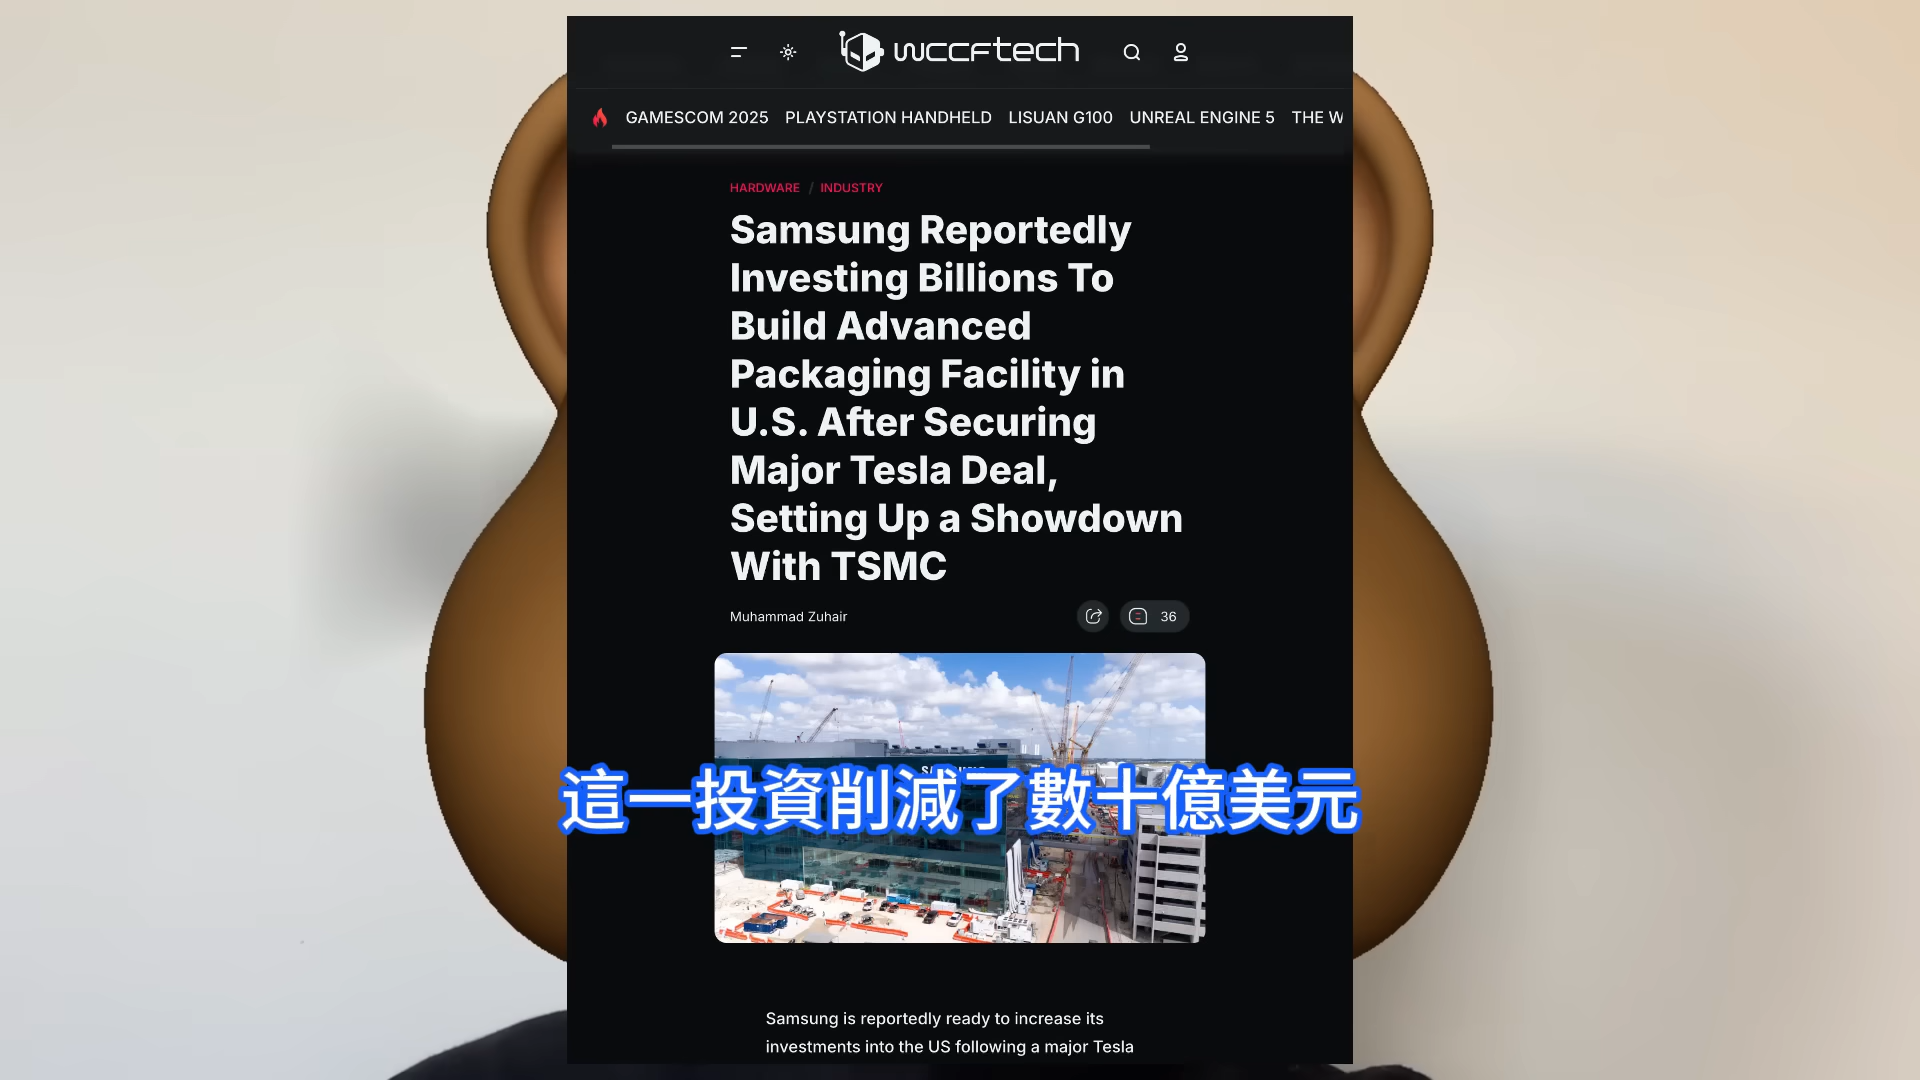 WCCFTECH
GAMESCOM 2025 PLAYSTATION HANDHELD LISUAN G100 UNREAL ENGINE 5 THE W
HARDWARE / INDUSTRY
Samsung Reportedly
Investing Billions To
Build Advanced
Packaging Facility in
U.S. After Securing
Major Tesla Deal,
Setting Up a Showdown
With TSMC
Muhammad Zuhair
36
這一投資削減了數十億美元
Samsung is reportedly ready to increase its
investments into the US following a major Tesla